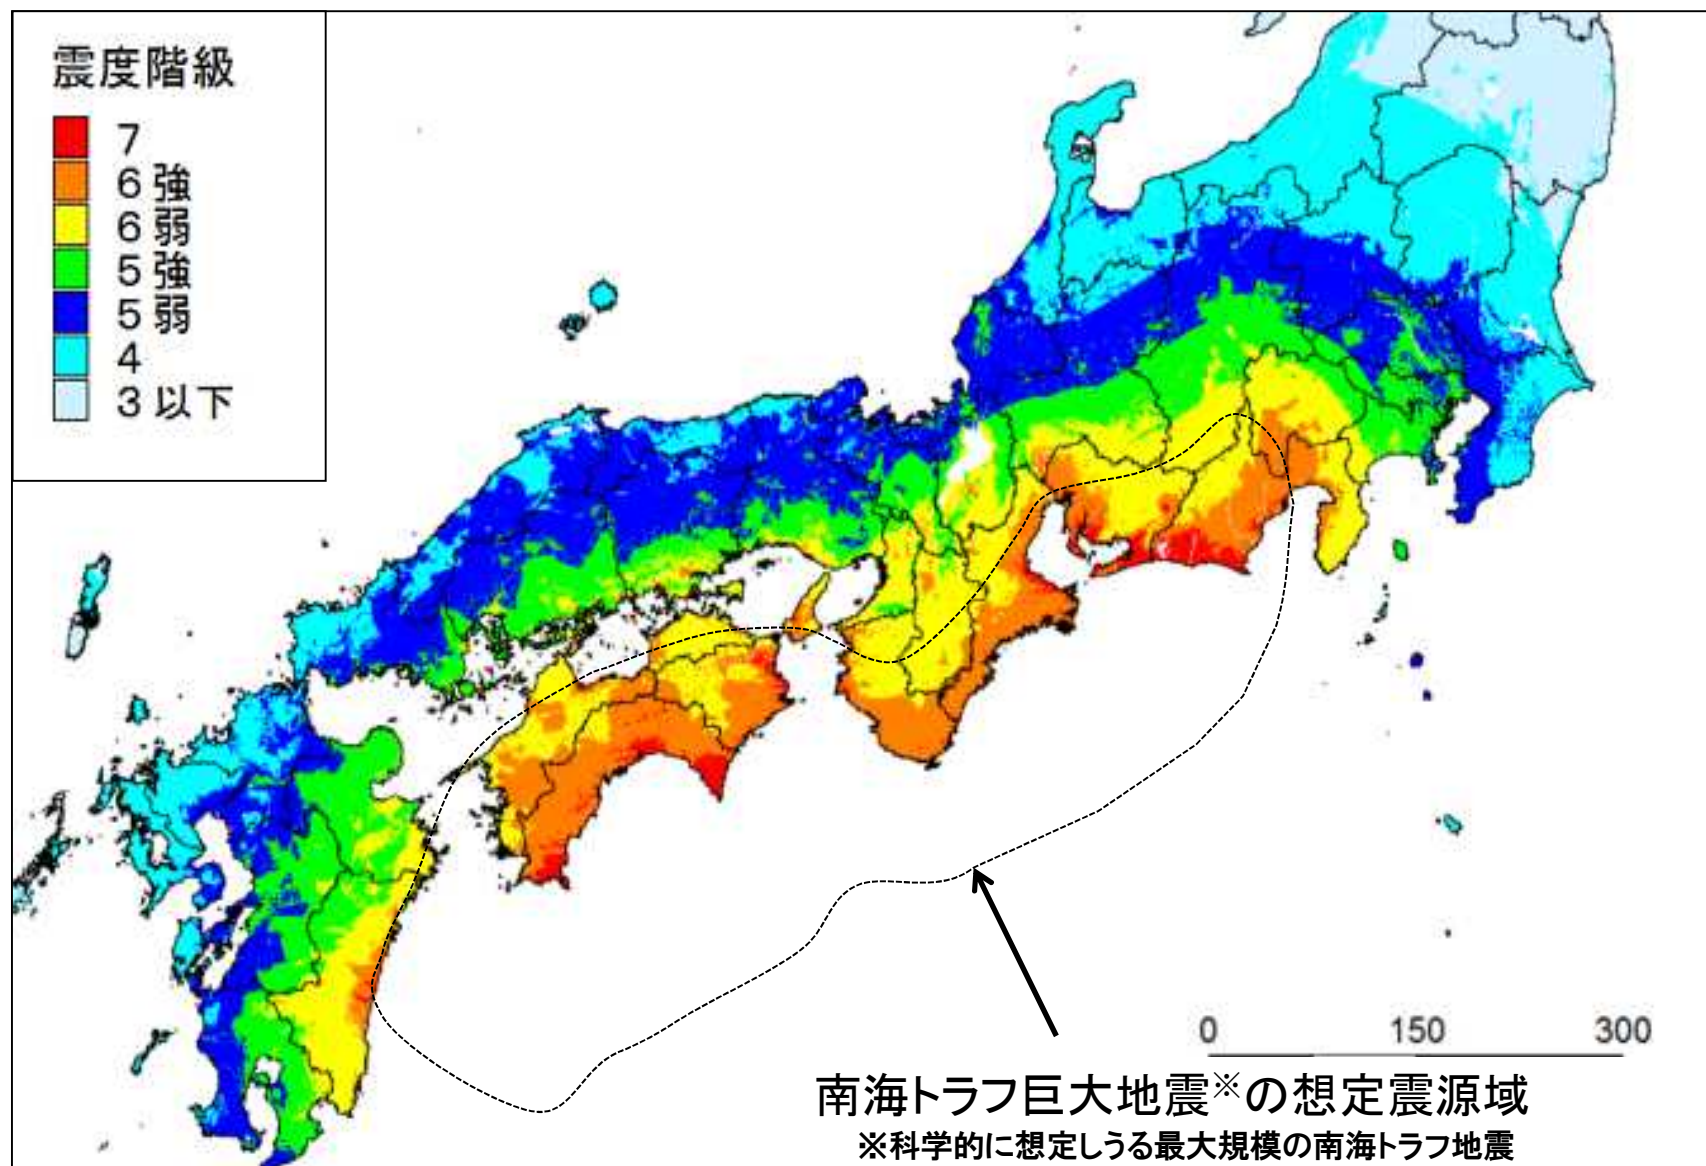 震度階級
7
6強
6弱
5強
5弱
4
3以下
0 150 300
南海トラフ巨大地震※の想定震源域
※科学的に想定しうる最大規模の南海トラフ地震